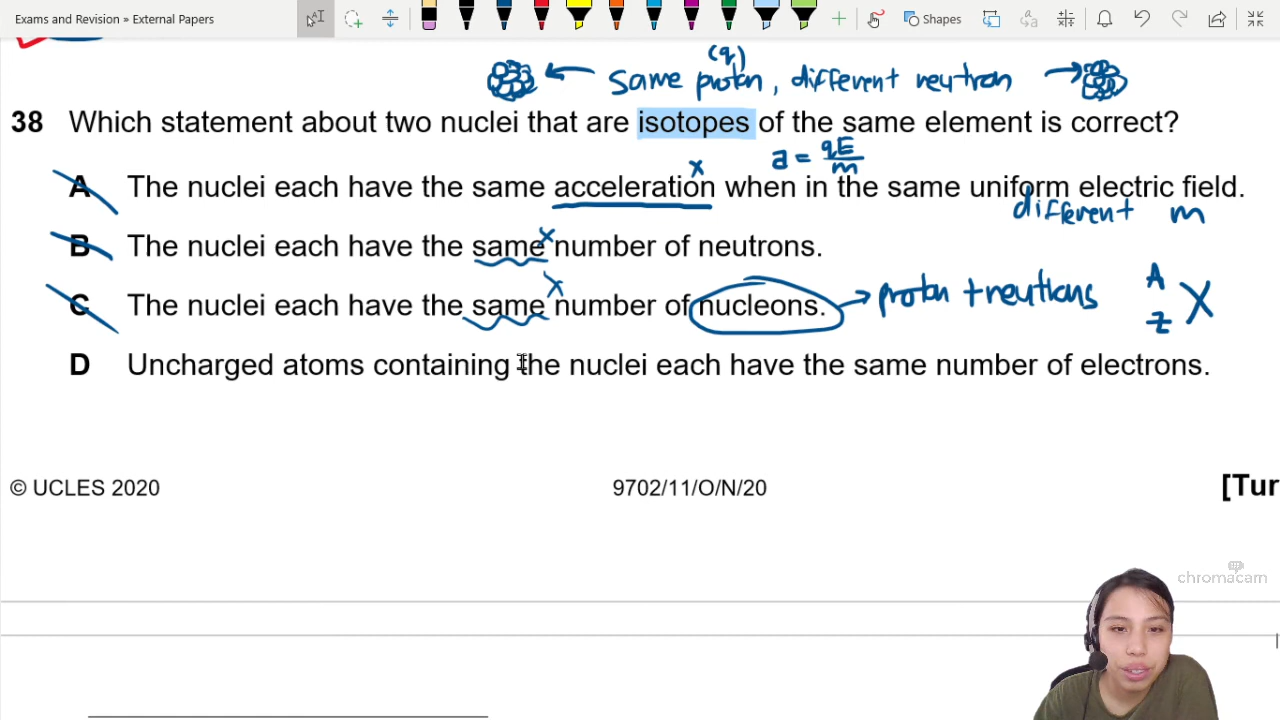 Exams and Revision » External Papers
Shapes
(q)
same proton, different neutron
38 Which statement about two nuclei that are isotopes of the same element is correct?
a = qE/m
x
A The nuclei each have the same acceleration when in the same uniform electric field.
different m
x
B The nuclei each have the same number of neutrons.
x
C The nuclei each have the same number of nucleons. → proton + neutrons
A
Z X
D Uncharged atoms containing the nuclei each have the same number of electrons.
© UCLES 2020 9702/11/O/N/20 [Tur
chromacam